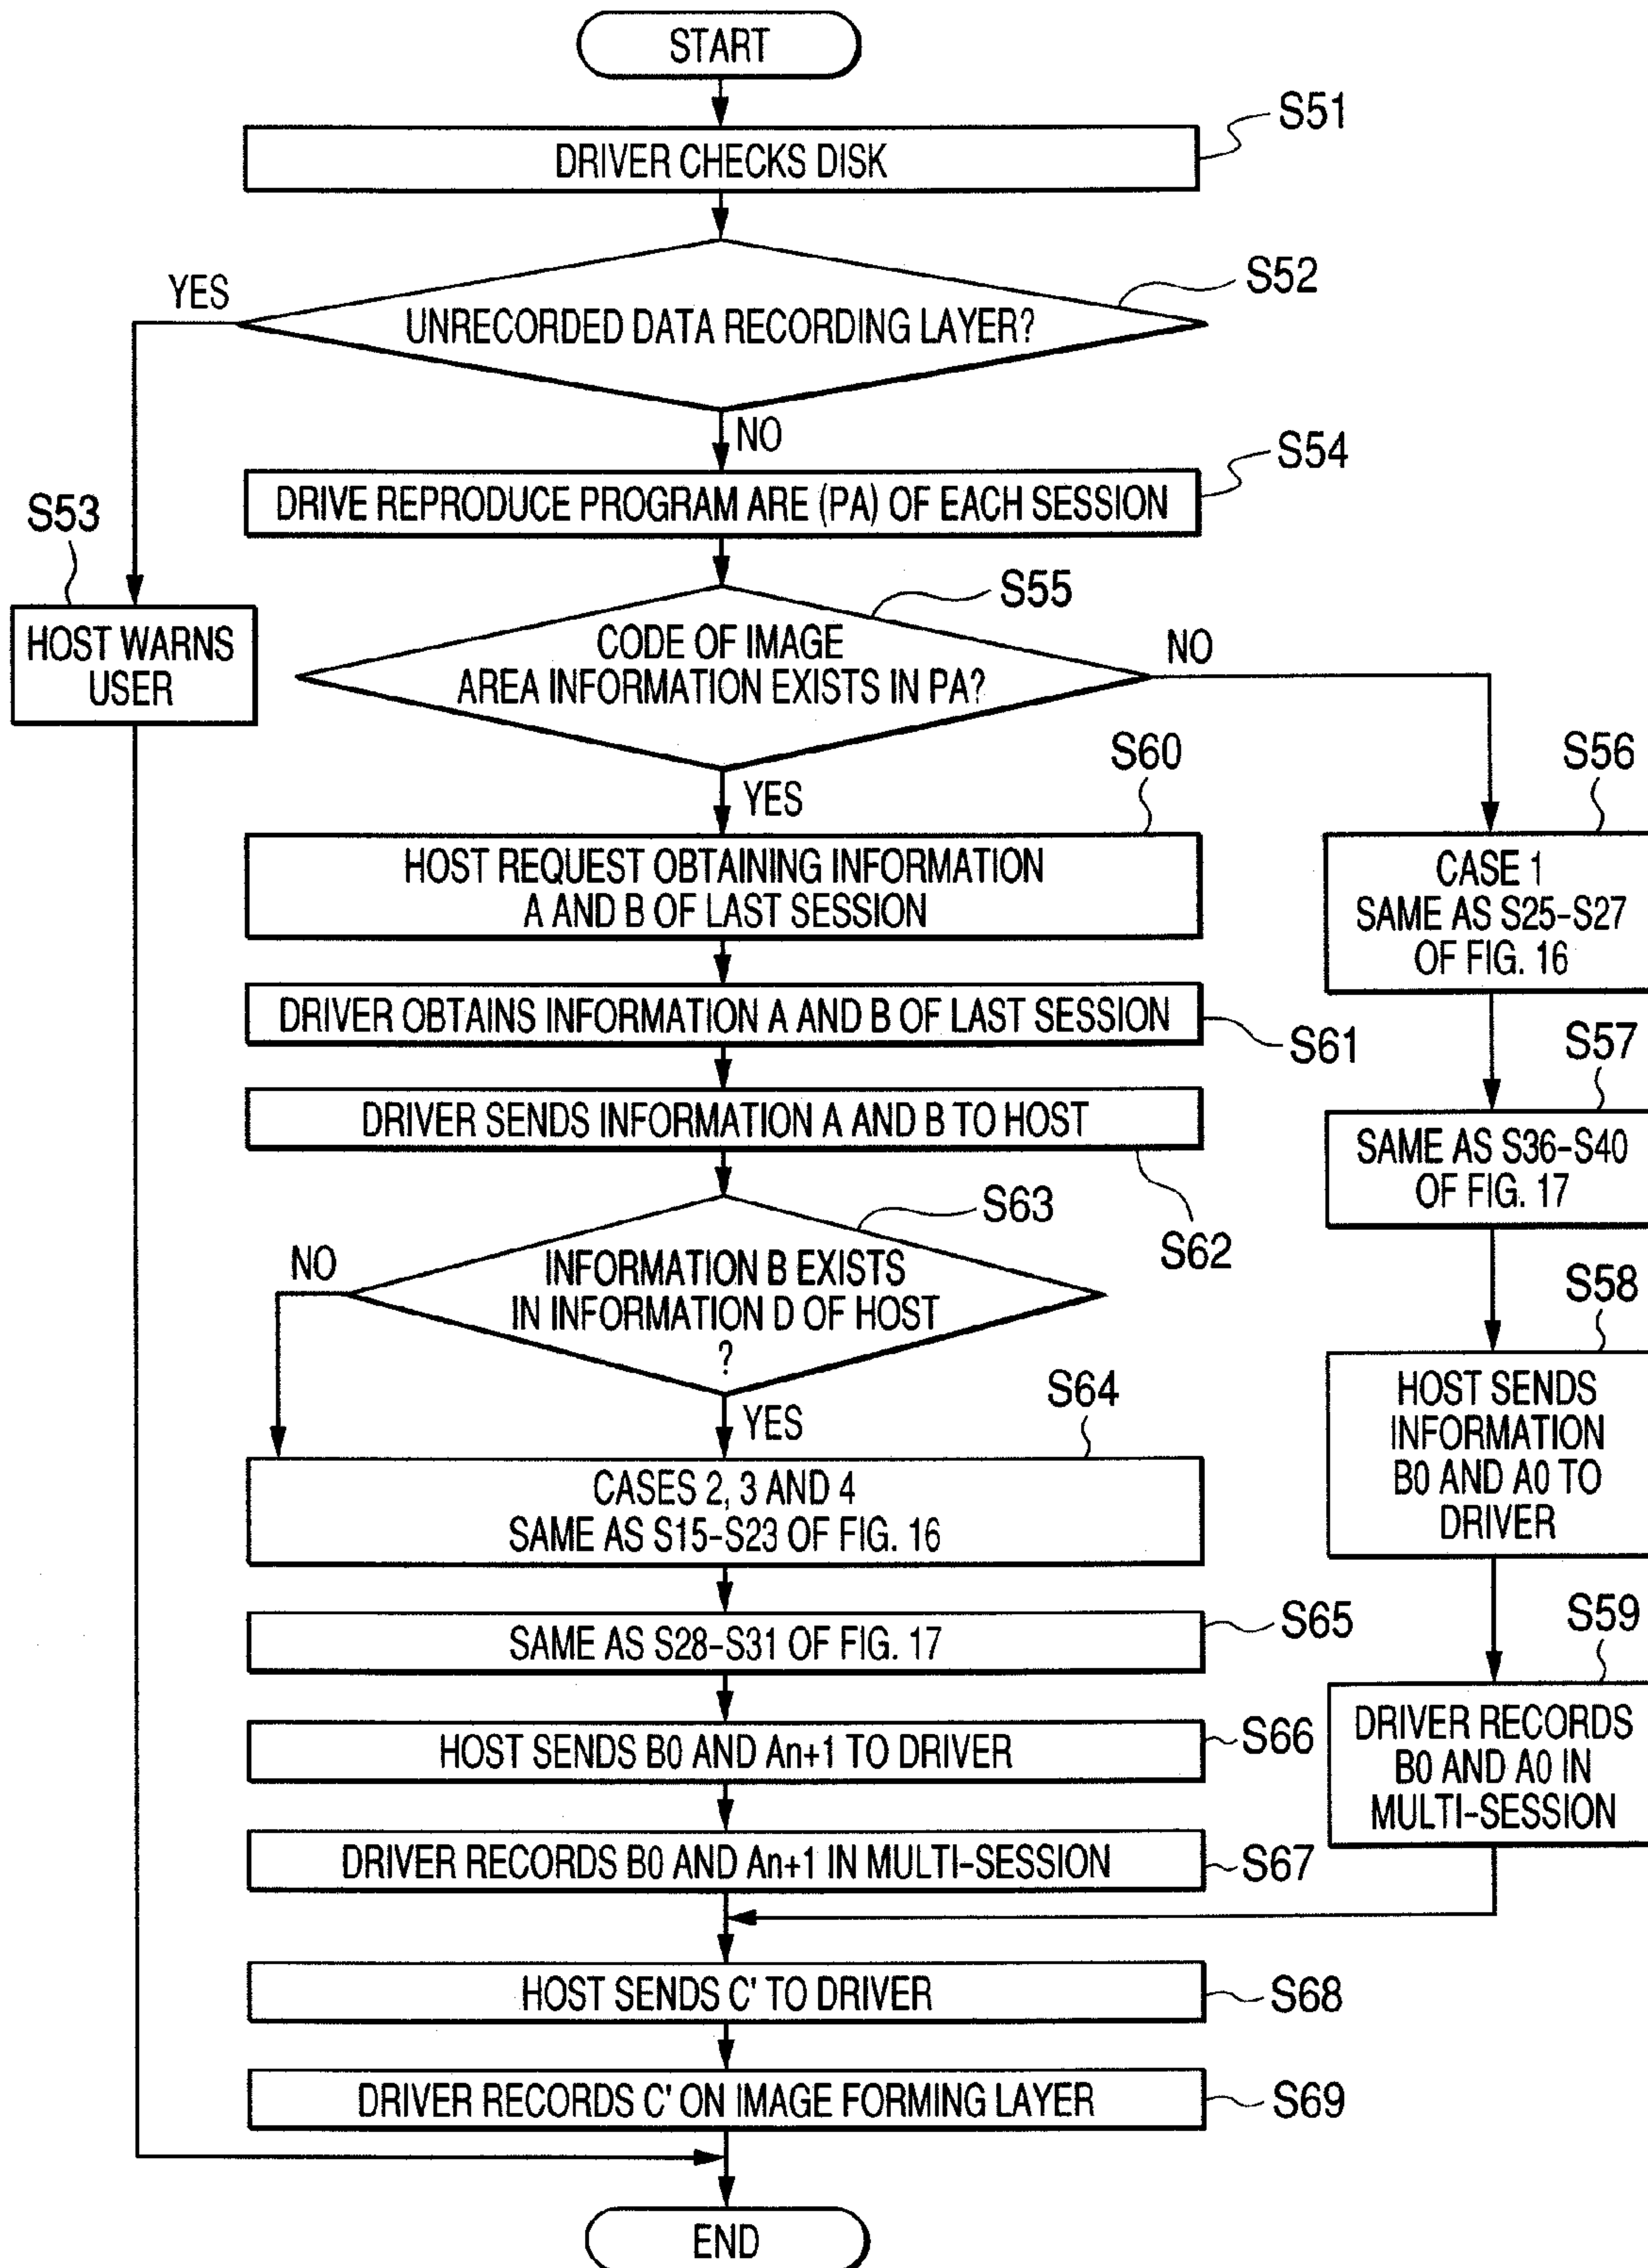 START
S51
DRIVER CHECKS DISK
YES
S52
UNRECORDED DATA RECORDING LAYER?
NO
S54
DRIVE REPRODUCE PROGRAM ARE (PA) OF EACH SESSION
S53
HOST WARNS
USER
S55
CODE OF IMAGE
AREA INFORMATION EXISTS IN PA?
NO
YES
S60
HOST REQUEST OBTAINING INFORMATION
A AND B OF LAST SESSION
S56
CASE 1
SAME AS S25-S27
OF FIG. 16
DRIVER OBTAINS INFORMATION A AND B OF LAST SESSION
S61
S57
SAME AS S36-S40
OF FIG. 17
DRIVER SENDS INFORMATION A AND B TO HOST
S62
S63
NO
INFORMATION B EXISTS
IN INFORMATION D OF HOST
?
YES
S58
HOST SENDS
INFORMATION
B0 AND A0 TO
DRIVER
S64
CASES 2, 3 AND 4
SAME AS S15-S23 OF FIG. 16
SAME AS S28-S31 OF FIG. 17
S65
S59
DRIVER RECORDS
B0 AND A0 IN
MULTI-SESSION
HOST SENDS B0 AND An+1 TO DRIVER
S66
DRIVER RECORDS B0 AND An+1 IN MULTI-SESSION
S67
HOST SENDS C' TO DRIVER
S68
DRIVER RECORDS C' ON IMAGE FORMING LAYER
S69
END